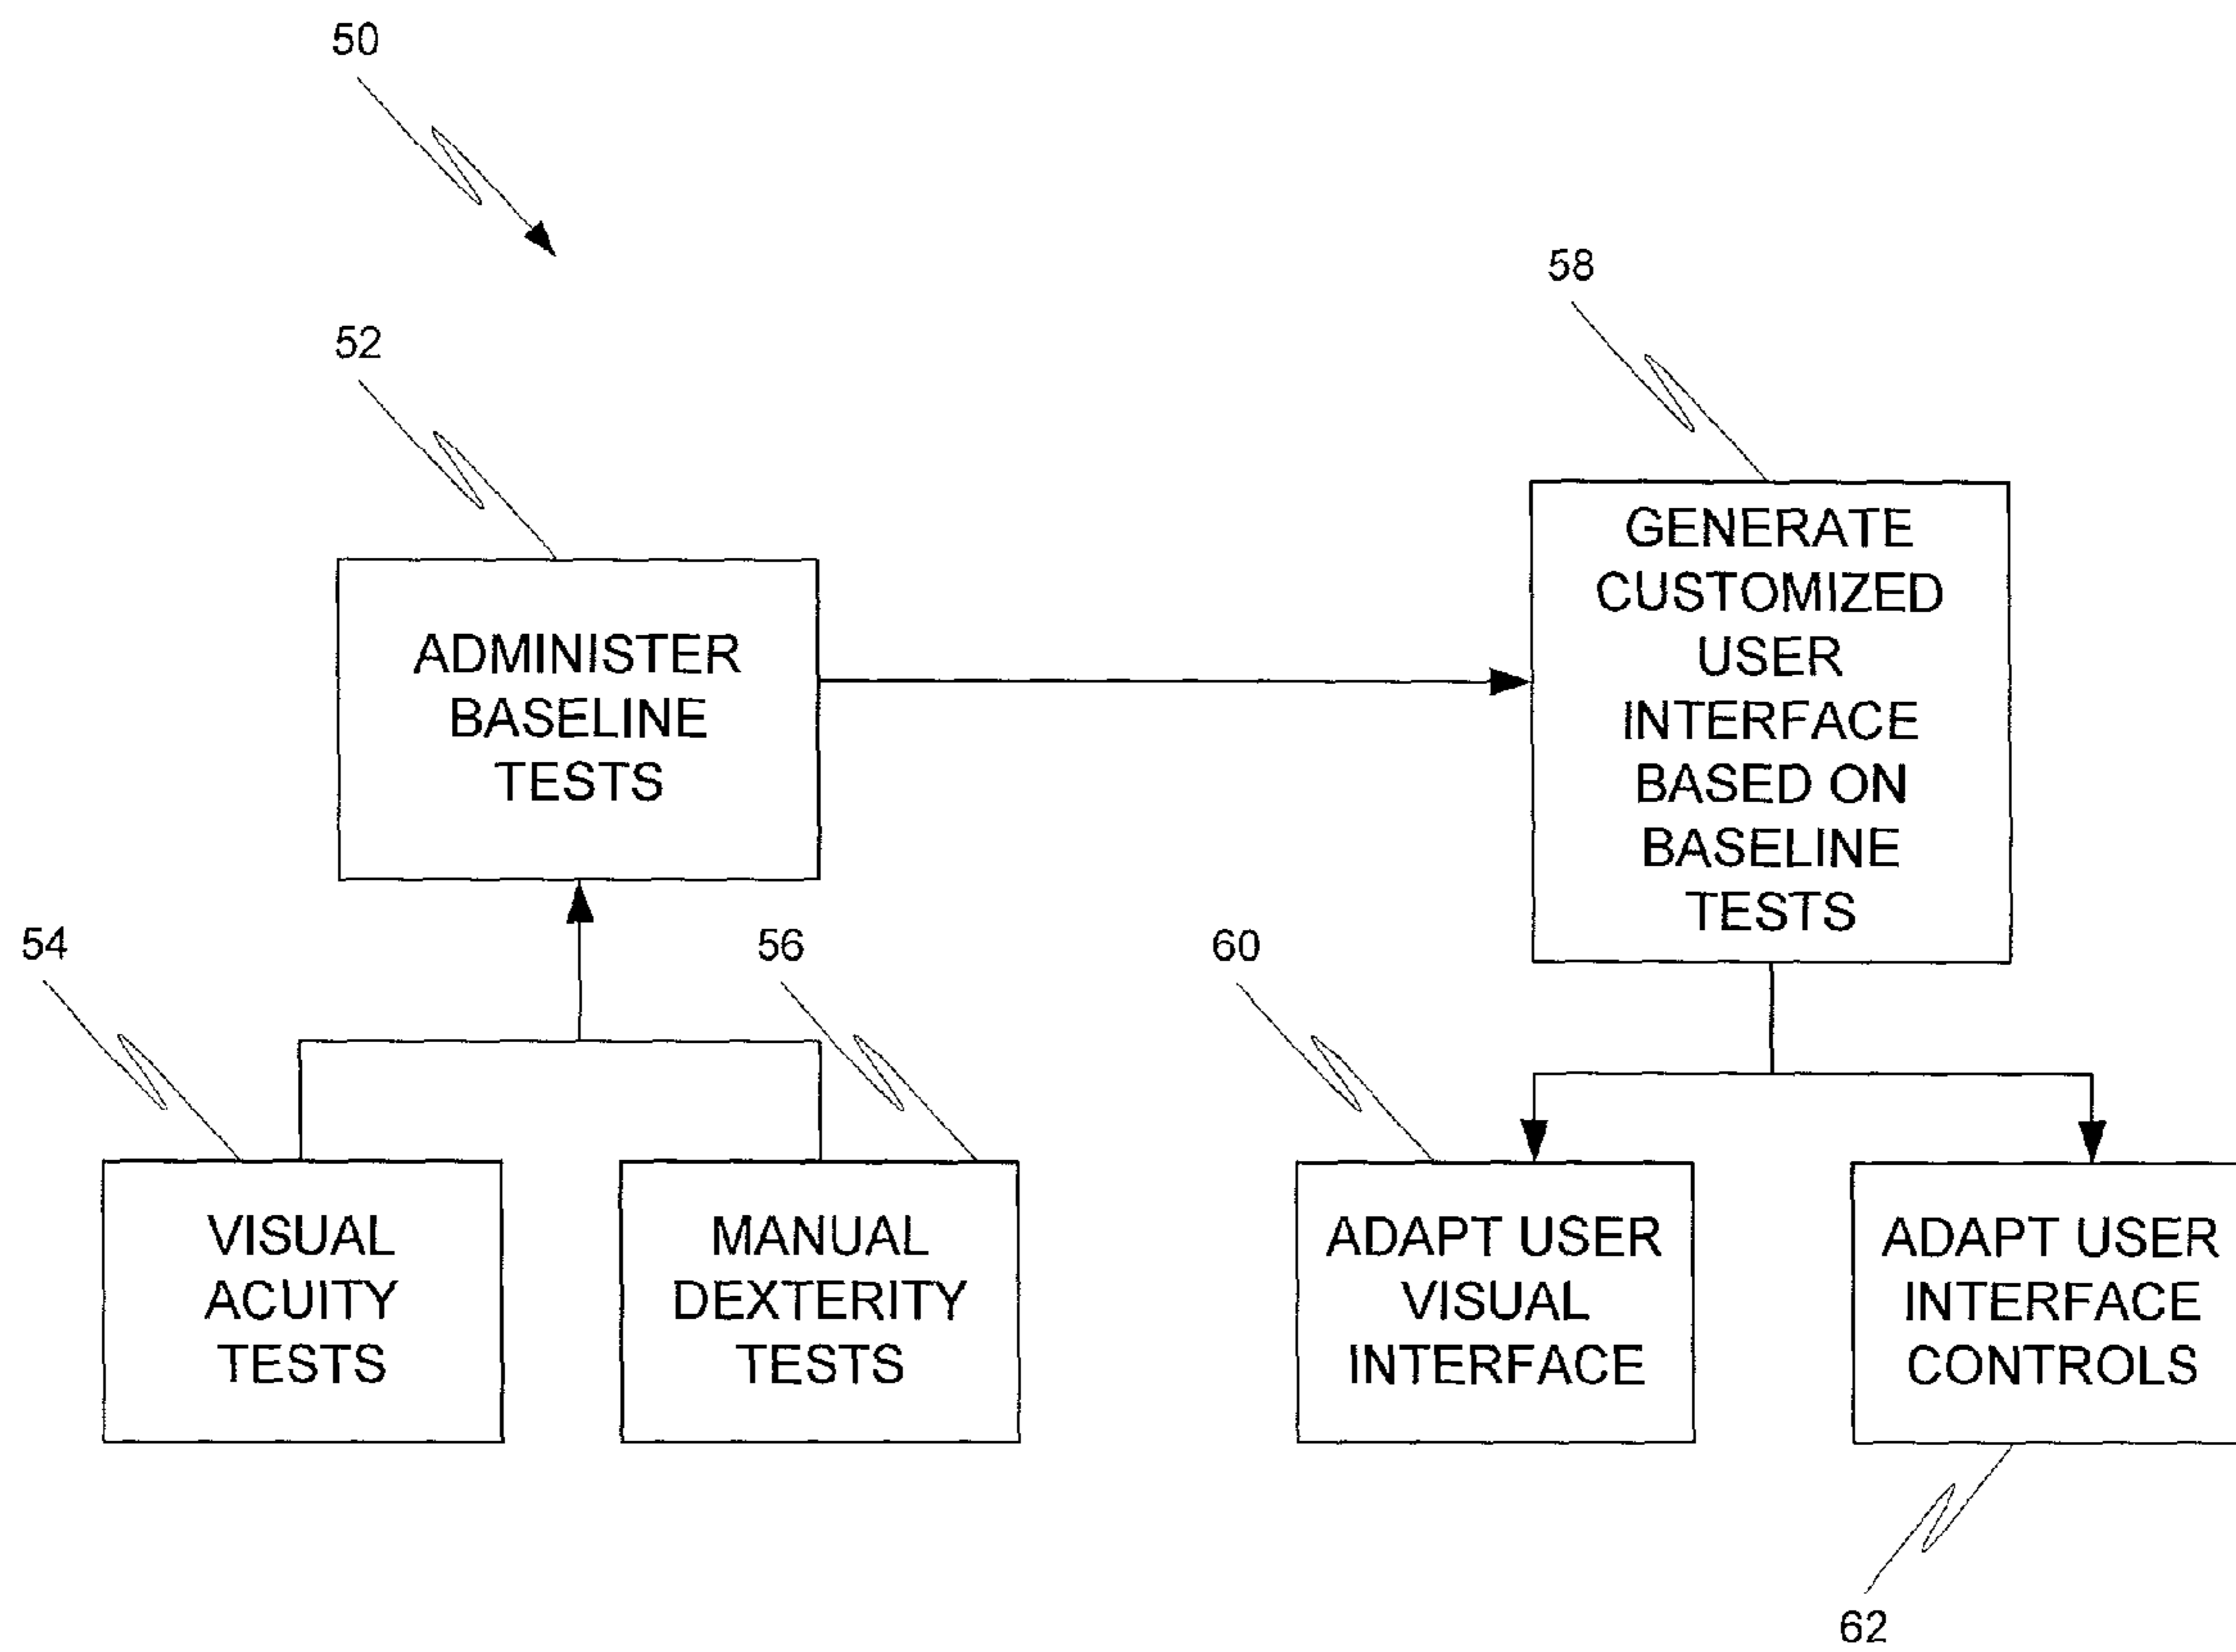 50
52
58
ADMINISTER
BASELINE
TESTS
GENERATE
CUSTOMIZED
USER
INTERFACE
BASED ON
BASELINE
TESTS
54
56
60
VISUAL
ACUITY
TESTS
MANUAL
DEXTERITY
TESTS
ADAPT USER
VISUAL
INTERFACE
ADAPT USER
INTERFACE
CONTROLS
62